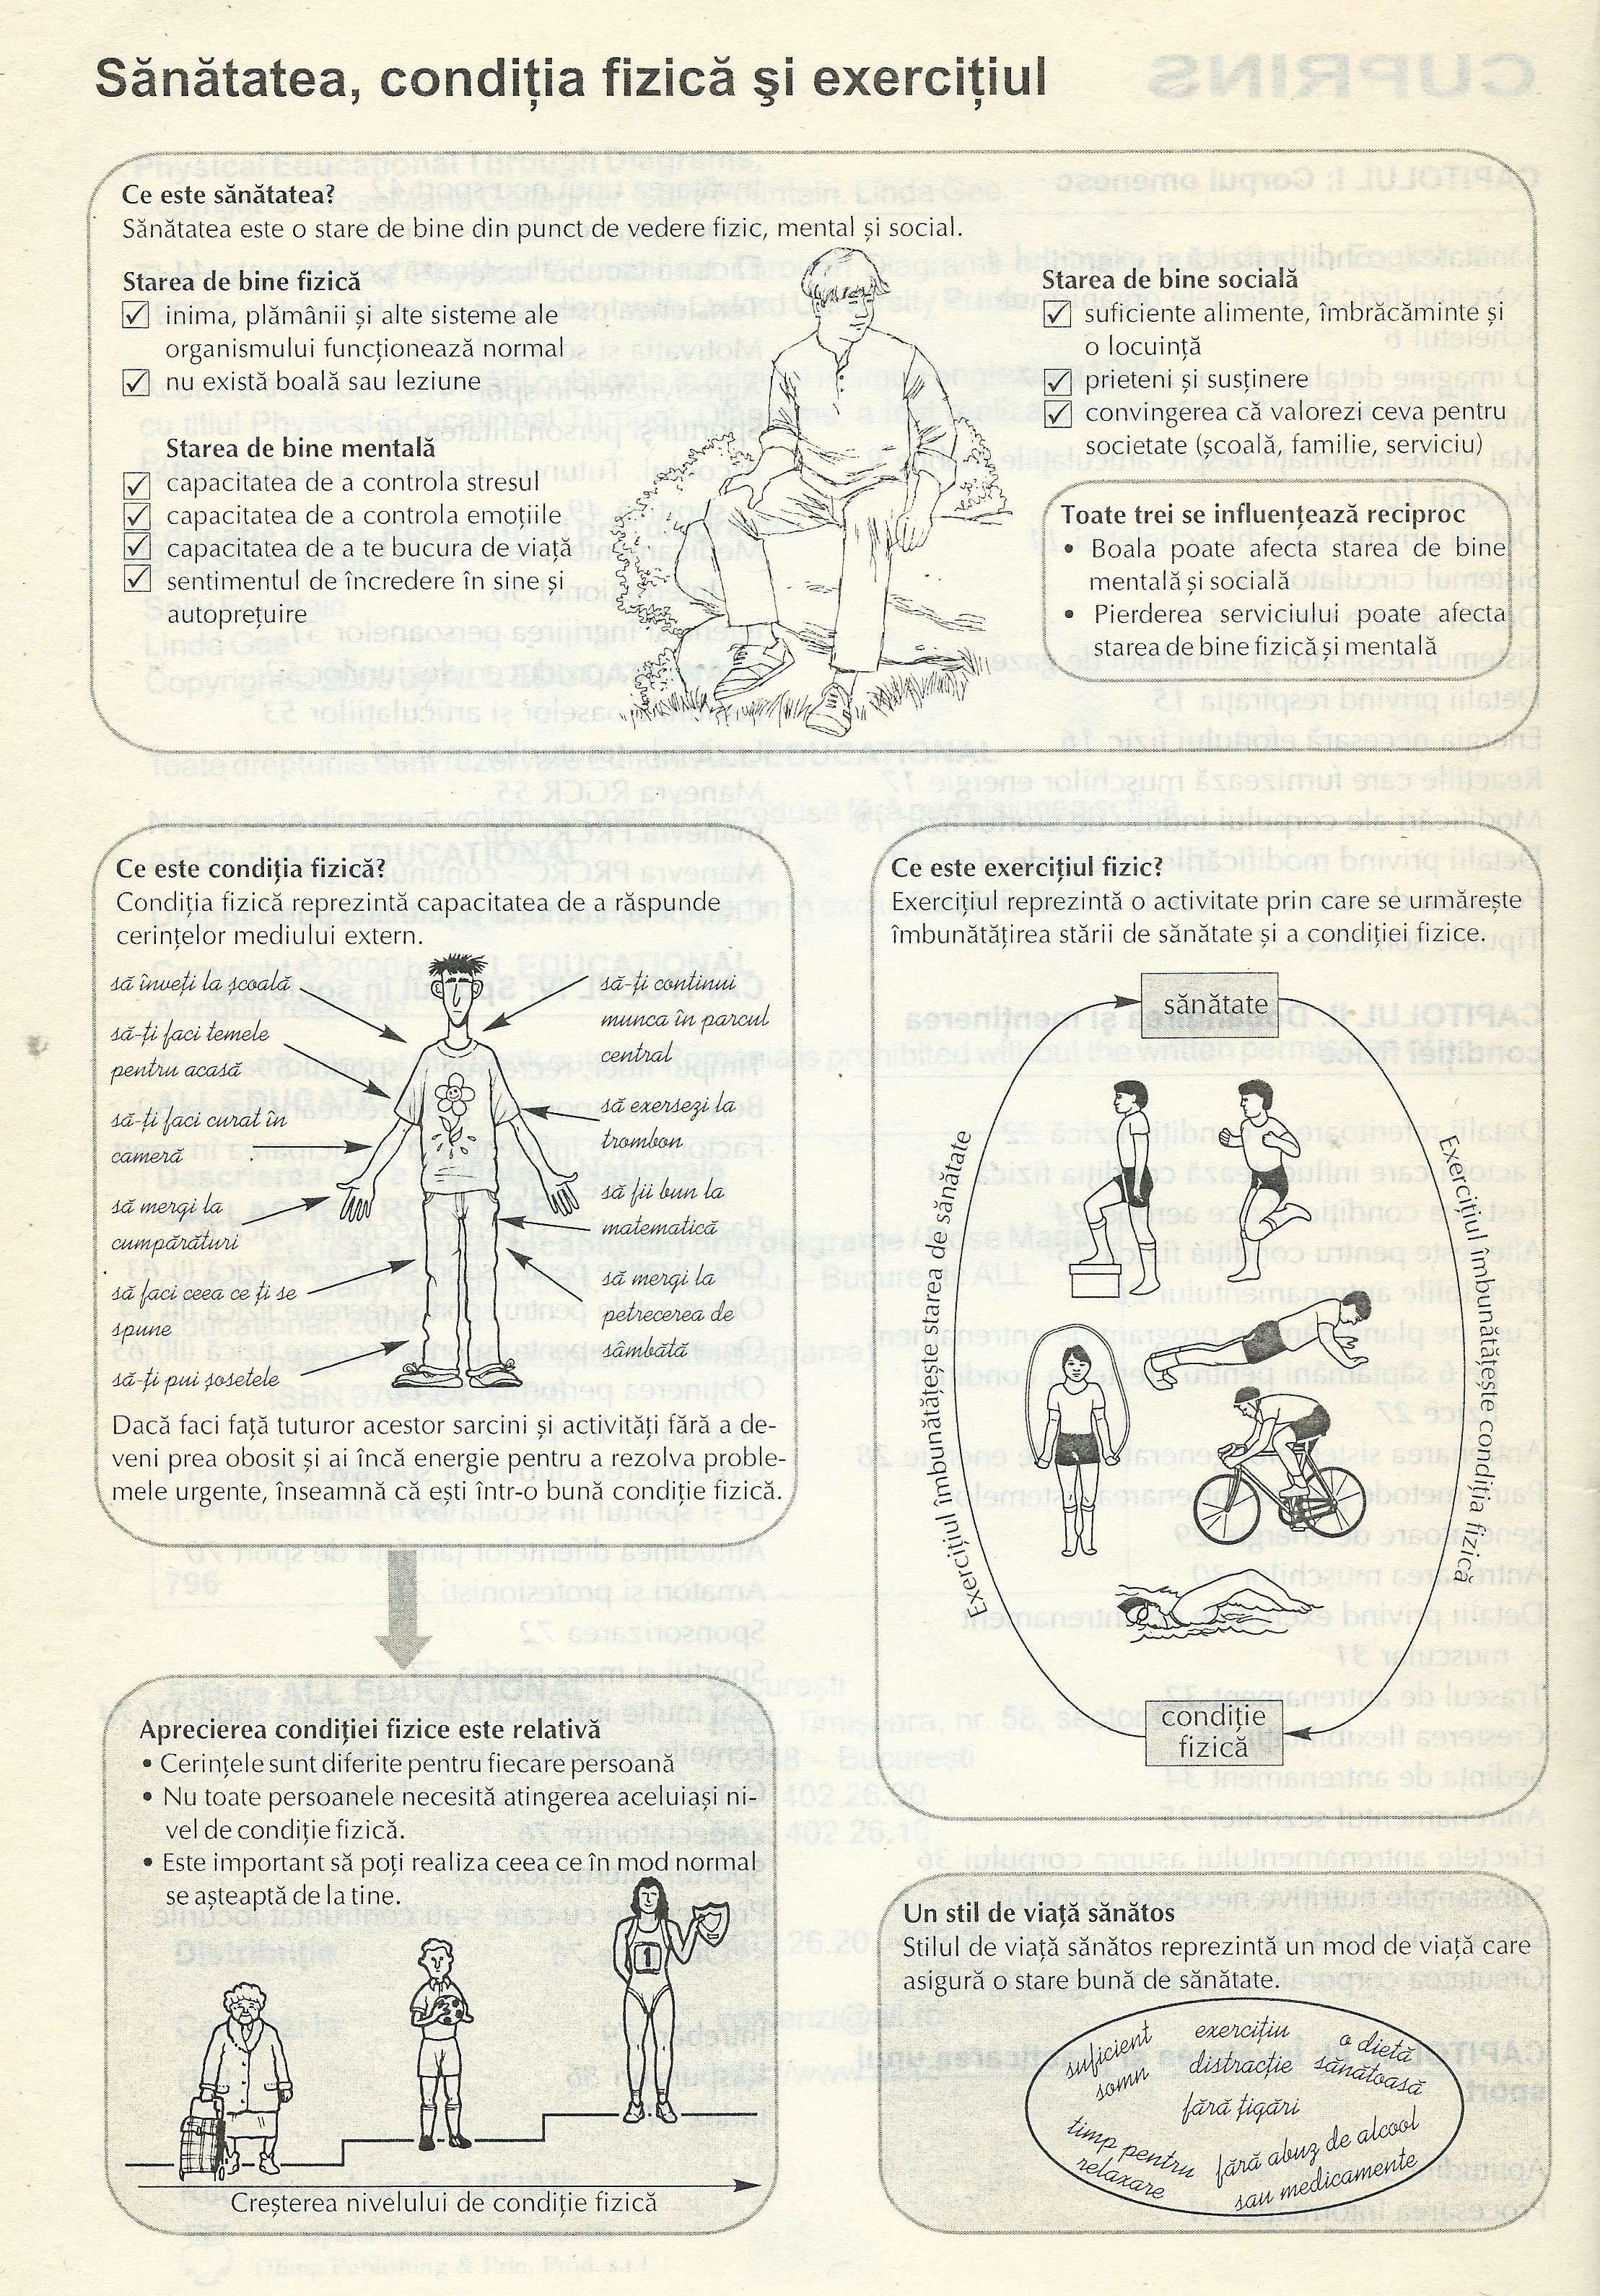 Sănătatea, condiția fizică şi exercițiul
Ce este sănătatea?
Sănătatea este o stare de bine din punct de vedere fizic, mental și social.
Starea de bine fizică
inima, plămânii și alte sisteme ale
organismului funcționează normal
nu există boală sau leziune
Starea de bine mentală
capacitatea de a controla stresul
capacitatea de a controla emoțiile
capacitatea de a te bucura de viață
sentimentul de încredere în sine și
autoprețuire
Starea de bine socială
suficiente alimente, îmbrăcăminte și
o locuință
prieteni și susținere
convingerea că valorezi ceva pentru
societate (școală, familie, serviciu)
Toate trei se influențează reciproc
• Boala poate afecta starea de bine
mentală și socială
• Pierderea serviciului poate afecta
starea de bine fizică și mentală
Ce este condiția fizică?
Condiția fizică reprezintă capacitatea de a răspunde
cerințelor mediului extern.
să înveți la școală
să-ți faci temele
pentru acasă
să-ți faci curat în
cameră
să mergi la
cumpărături
să faci ceea ce ți se
spune
să-ți pui șosetele
să-ți continui
munca în parcul
central
să exersezi la
trombon
să fii bun la
matematică
să mergi la
petrecerea de
sâmbătă
Dacă faci față tuturor acestor sarcini și activități fără a de-
veni prea obosit și ai încă energie pentru a rezolva proble-
mele urgente, înseamnă că ești într-o bună condiție fizică.
Ce este exercițiul fizic?
Exercițiul reprezintă o activitate prin care se urmărește
îmbunătățirea stării de sănătate și a condiției fizice.
sănătate
Exercițiul îmbunătățește starea de sănătate
Exercițiul îmbunătățește condiția fizică
condiție
fizică
Aprecierea condiției fizice este relativă
• Cerințele sunt diferite pentru fiecare persoană
• Nu toate persoanele necesită atingerea aceluiași ni-
vel de condiție fizică.
• Este important să poți realiza ceea ce în mod normal
se așteaptă de la tine.
1
Creșterea nivelului de condiție fizică
Un stil de viață sănătos
Stilul de viață sănătos reprezintă un mod de viață care
asigură o stare bună de sănătate.
suficient
somn
exercițiu
distracție
o dietă
sănătoasă
fără țigări
timp pentru
relaxare
fără abuz de alcool
sau medicamente